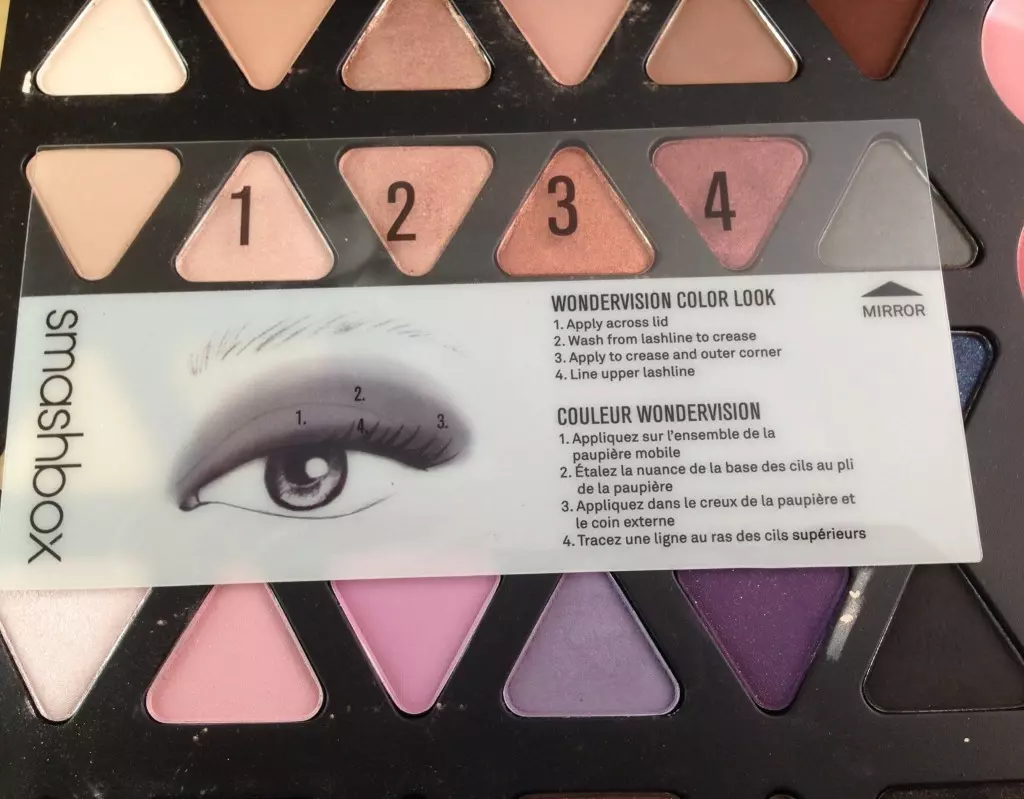 1 2 3 4
smashbox
1. 2. 3. 4.
WONDERVISION COLOR LOOK
1. Apply across lid
2. Wash from lashline to crease
3. Apply to crease and outer corner
4. Line upper lashline
MIRROR
COULEUR WONDERVISION
1. Appliquez sur l'ensemble de la
paupière mobile
2. Étalez la nuance de la base des cils au pli
de la paupière
3. Appliquez dans le creux de la paupière et
le coin externe
4. Tracez une ligne au ras des cils supérieurs